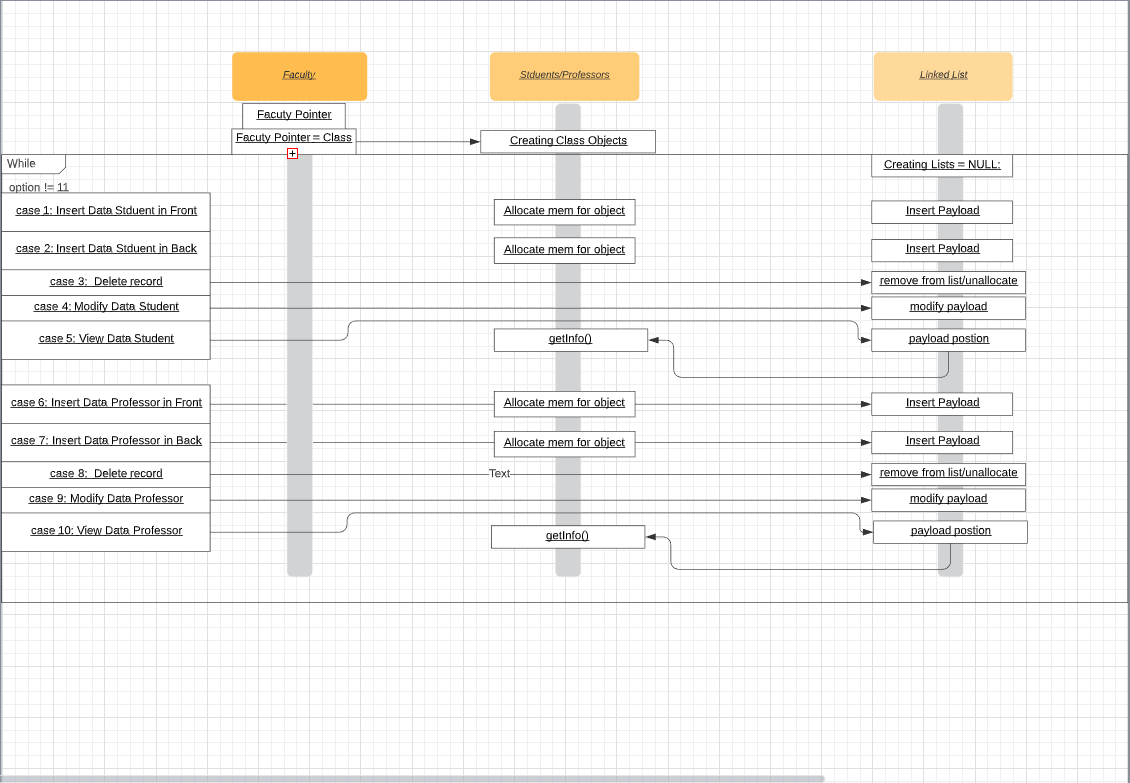 Faculty
Stduents/Professors
Linked List
Facuty Pointer
Facuty Pointer = Class
Creating Class Objects
While
Creating Lists = NULL:
option != 11
case 1: Insert Data Stduent in Front
Allocate mem for object
Insert Payload
case 2: Insert Data Stduent in Back
Allocate mem for object
Insert Payload
case 3:  Delete record
remove from list/unallocate
case 4: Modify Data Student
modify payload
case 5: View Data Student
getInfo()
payload postion
case 6: Insert Data Professor in Front
Allocate mem for object
Insert Payload
case 7: Insert Data Professor in Back
Allocate mem for object
Insert Payload
case 8:  Delete record
Text
remove from list/unallocate
case 9: Modify Data Professor
modify payload
case 10: View Data Professor
getInfo()
payload postion